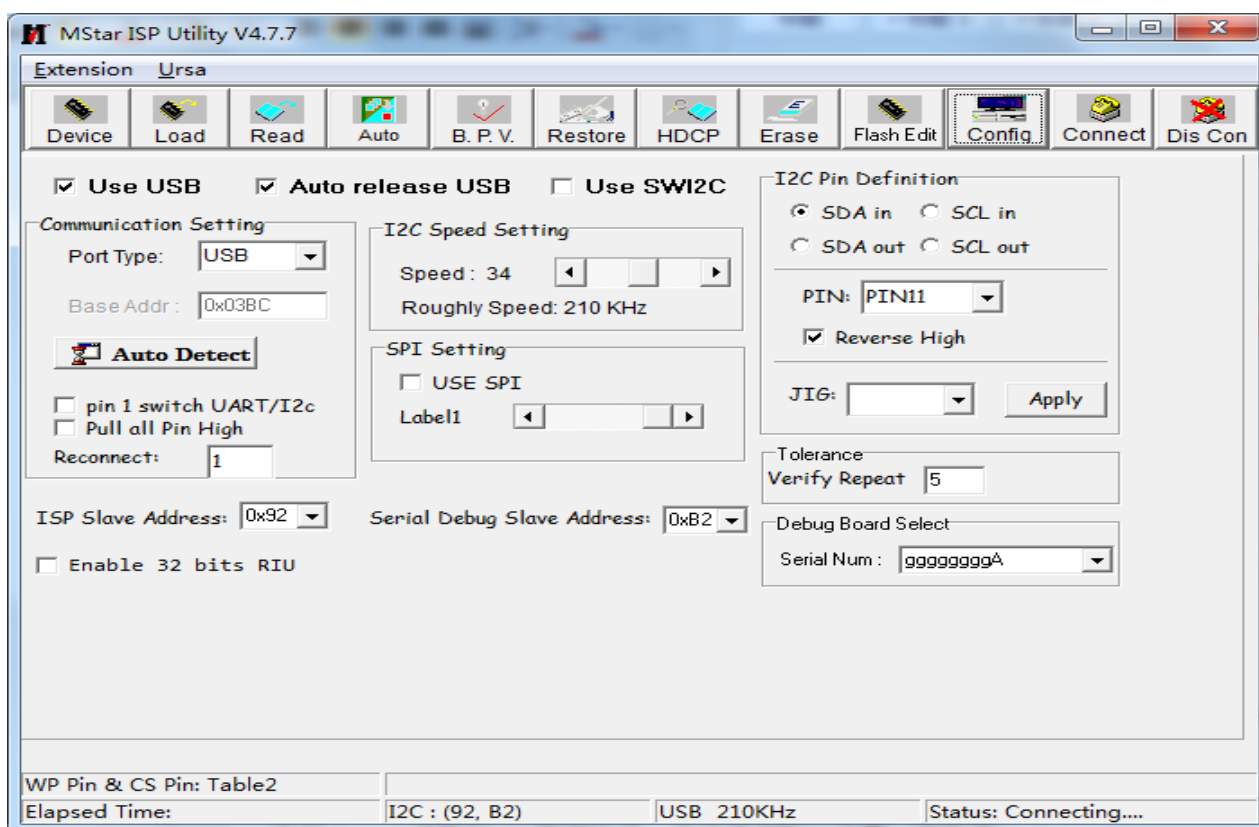 MStar ISP Utility V4.7.7
Extension Ursa
Device Load Read Auto B. P. V. Restore HDCP Erase Flash Edit Config Connect Dis Con
Use USB Auto release USB Use SWI2C
Communication Setting
Port Type: USB
Base Addr : 0x03BC
Auto Detect
pin 1 switch UART/I2c
Pull all Pin High
Reconnect: 1
I2C Speed Setting
Speed : 34
Roughly Speed: 210 KHz
SPI Setting
USE SPI
Label1
I2C Pin Definition
SDA in SCL in
SDA out SCL out
PIN: PIN11
Reverse High
JIG: Apply
Tolerance
Verify Repeat 5
ISP Slave Address: 0x92 Serial Debug Slave Address: 0xB2
Debug Board Select
Serial Num : ggggggggA
Enable 32 bits RIU
WP Pin & CS Pin: Table2
Elapsed Time: I2C : (92, B2) USB 210KHz Status: Connecting....